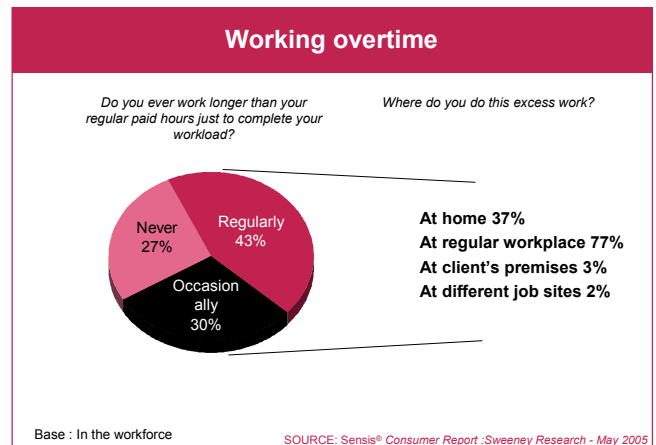 Working overtime
Do you ever work longer than your
regular paid hours just to complete your
workload?
Where do you do this excess work?
Never
27%
Regularly
43%
Occasion
ally
30%
At home 37%
At regular workplace 77%
At client's premises 3%
At different job sites 2%
Base : In the workforce
SOURCE: Sensis® Consumer Report :Sweeney Research - May 2005